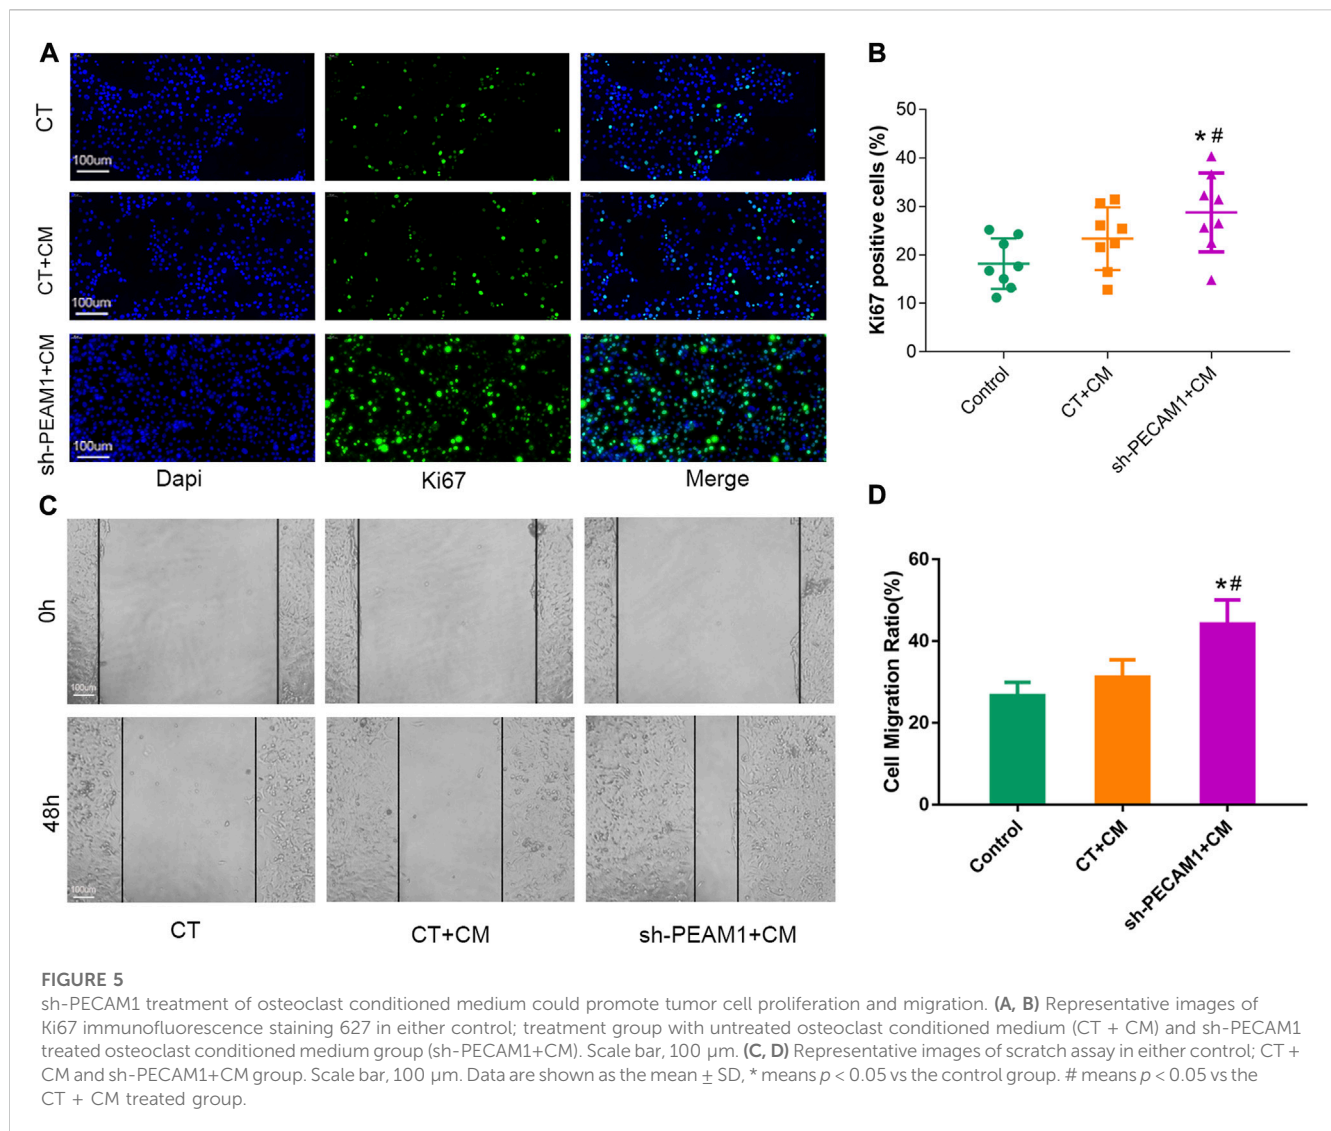 A
CT
100um
CT+CM
100um
sh-PEAM1+CM
100um
Dapi
Ki67
Merge
B
Ki67 positive cells (%)
50
40
30
20
10
0
* #
Control
CT+CM
sh-PECAM1+CM
C
0h
100um
48h
100um
CT
CT+CM
sh-PEAM1+CM
D
Cell Migration Ratio(%)
60
40
20
0
*#
Control
CT+CM
sh-PECAM1+CM
FIGURE 5
sh-PECAM1 treatment of osteoclast conditioned medium could promote tumor cell proliferation and migration. (A, B) Representative images of
Ki67 immunofluorescence staining 627 in either control; treatment group with untreated osteoclast conditioned medium (CT + CM) and sh-PECAM1
treated osteoclast conditioned medium group (sh-PECAM1+CM). Scale bar, 100 μm. (C, D) Representative images of scratch assay in either control; CT +
CM and sh-PECAM1+CM group. Scale bar, 100 μm. Data are shown as the mean ± SD, * means p < 0.05 vs the control group. # means p < 0.05 vs the
CT + CM treated group.